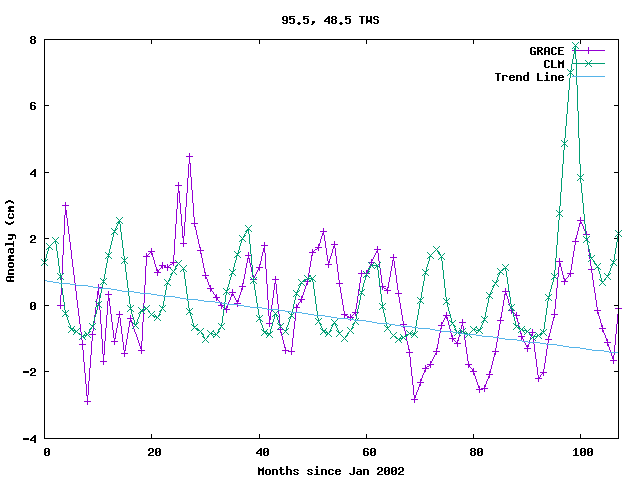 95.5, 48.5 TWS
GRACE
CLM
Trend Line
8
6
4
2
0
-2
-4
Anomaly (cm)
0 20 40 60 80 100
Months since Jan 2002